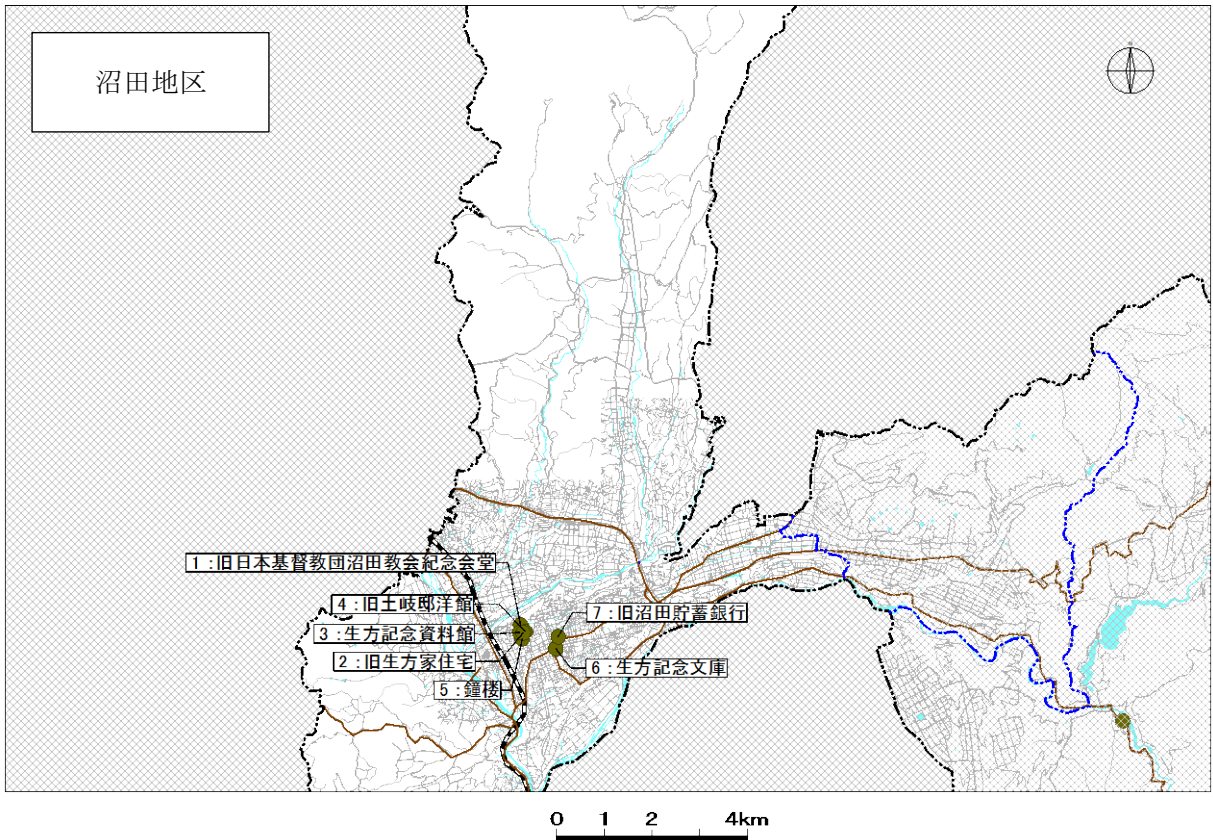 沼田地区
1：旧日本基督教団沼田教会紀念会堂
4：旧土岐邸洋館
7：旧沼田貯蓄銀行
3：生方記念資料館
2：旧生方家住宅
6：生方記念文庫
5：鐘楼
0 1 2 4km